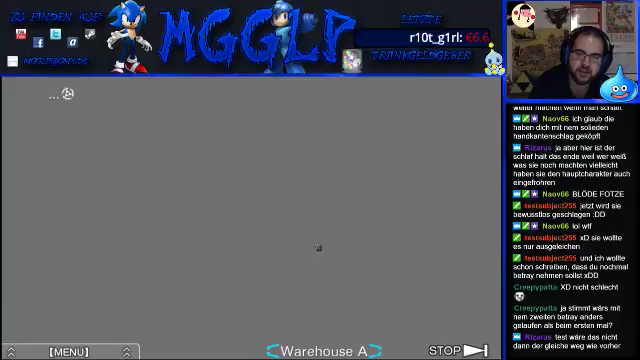 ZU FINDEN AUF:
MGGLP@GMX.DE
MGGLP
LETZTE
r10t_g1rl: €6.6
TRANKGELDGEBER
...
[MENU]
Warehouse A
STOP
weiter machen wenn man schläft
Naov66 ich glaub die
haben dich mit nem solieden
handkantenschlag geköpft
Rizarus ja aber hier ist der
schlaf halt das ende weil wer weiß
was sie noch machten vielleicht
haben sie den hauptcharakter auch
eingefrohren
Naov66 BLÖDE FOTZE
testsubject255 jetzt wird sie
bewusstlos geschlagen :DD
Naov66 lol wtf
testsubject255 xD sie wollte
es nur ausgeleichen
testsubject255 und ich wollte
schon schreiben, dass du nochmal
betray nehmen sollst xDD
Creepypatta XD nicht schlecht
Creepypatta ja stimmt wärs mit
nem zweiten betray anders
gelaufen als beim ersten mal?
Rizarus test wäre das nicht
dann der gleiche weg wie vorher